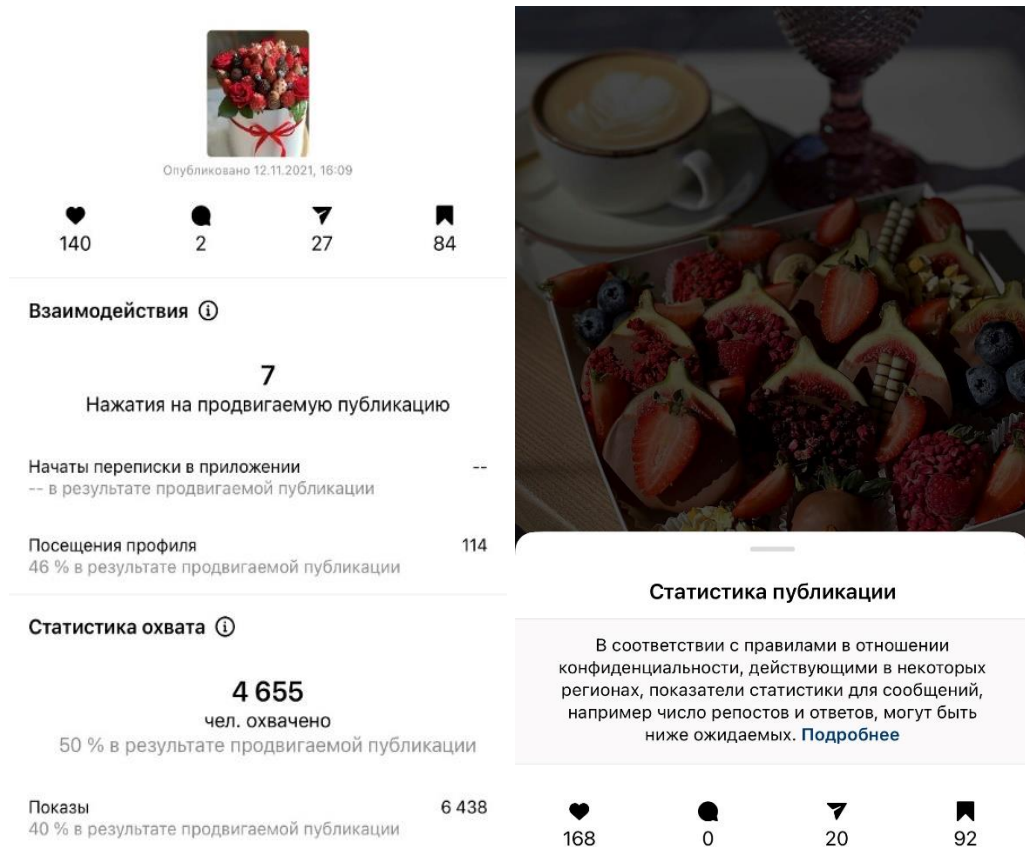 Опубликовано 12.11.2021, 16:09
140 2 27 84
Взаимодействия
7
Нажатия на продвигаемую публикацию
Начаты переписки в приложении --
-- в результате продвигаемой публикации
Посещения профиля 114
46 % в результате продвигаемой публикации
Статистика охвата
4 655
чел. охвачено
50 % в результате продвигаемой публикации
Показы 6 438
40 % в результате продвигаемой публикации
Статистика публикации
В соответствии с правилами в отношении
конфиденциальности, действующими в некоторых
регионах, показатели статистики для сообщений,
например число репостов и ответов, могут быть
ниже ожидаемых. Подробнее
168 0 20 92